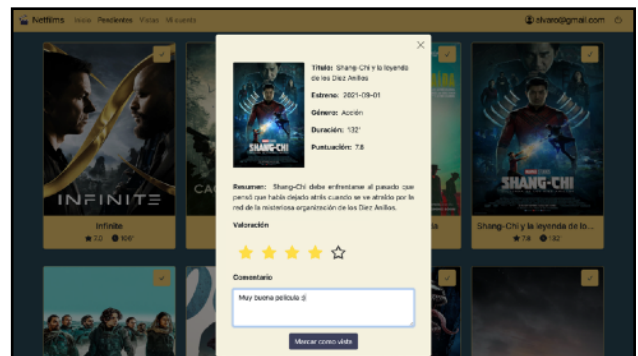 Netfilms Inicio Pendientes Vistas Mi cuenta alvaro@gmail.com
Título: Shang-Chi y la leyenda
de los Diez Anillos
Estreno: 2021-09-01
Género: Acción
Duración: 132'
Puntuación: 7.8
SHANG-CHI
Resumen: Shang-Chi debe enfrentarse al pasado que
pensó que había dejado atrás cuando se ve atraído por la
red de la misteriosa organización de los Diez Anillos.
Valoración
Comentario
Muy buena película :)
Marcar como vista
INFINITE
Infinite
7.0 106'
SHANG-CHI
Shang-Chi y la leyenda de lo...
7.8 132'